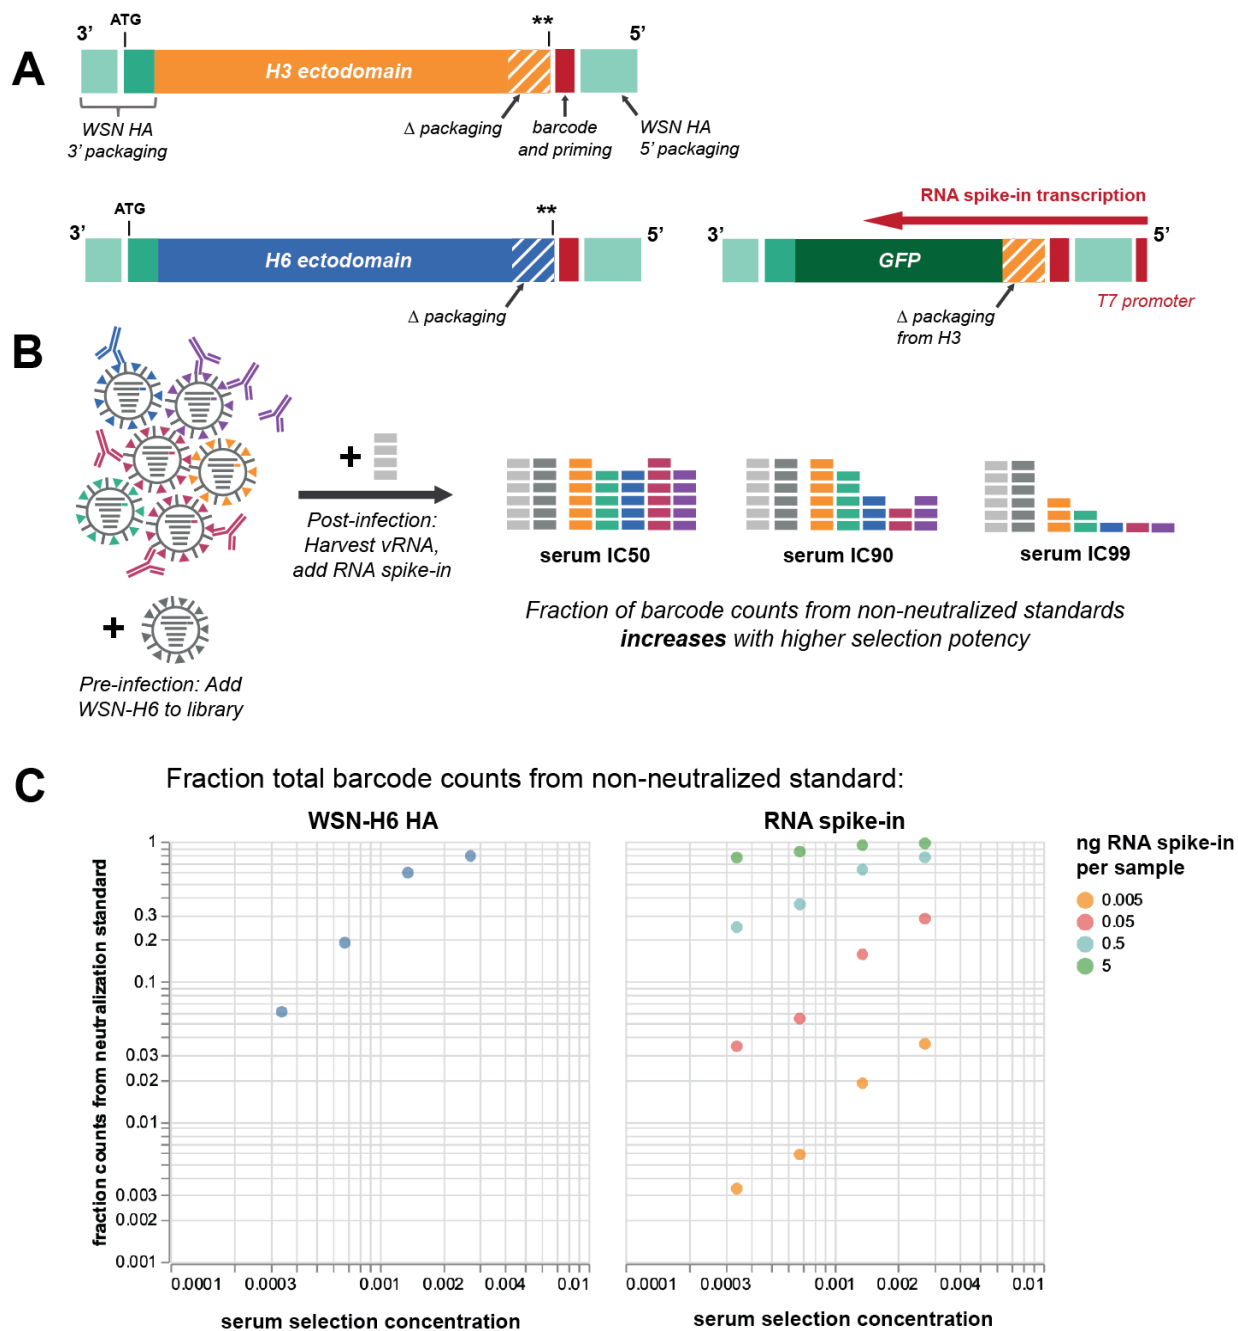 A
3’
ATG
**
5’
H3 ectodomain
WSN HA
3’ packaging
Δ packaging
barcode
and priming
WSN HA
5’ packaging
3’
ATG
**
5’
H6 ectodomain
Δ packaging
RNA spike-in transcription
3’
5’
GFP
Δ packaging
from H3
T7 promoter
B
+
Post-infection:
Harvest vRNA,
add RNA spike-in
+
Pre-infection: Add
WSN-H6 to library
serum IC50
serum IC90
serum IC99
Fraction of barcode counts from non-neutralized standards
increases with higher selection potency
C
Fraction total barcode counts from non-neutralized standard:
WSN-H6 HA
RNA spike-in
fraction counts from neutralization standard
1
0.3
0.2
0.1
0.03
0.02
0.01
0.003
0.002
0.001
0.0001 0.0003 0.001 0.002 0.004 0.01
serum selection concentration
0.0001 0.0003 0.001 0.002 0.004 0.01
serum selection concentration
ng RNA spike-in
per sample
0.005
0.05
0.5
5